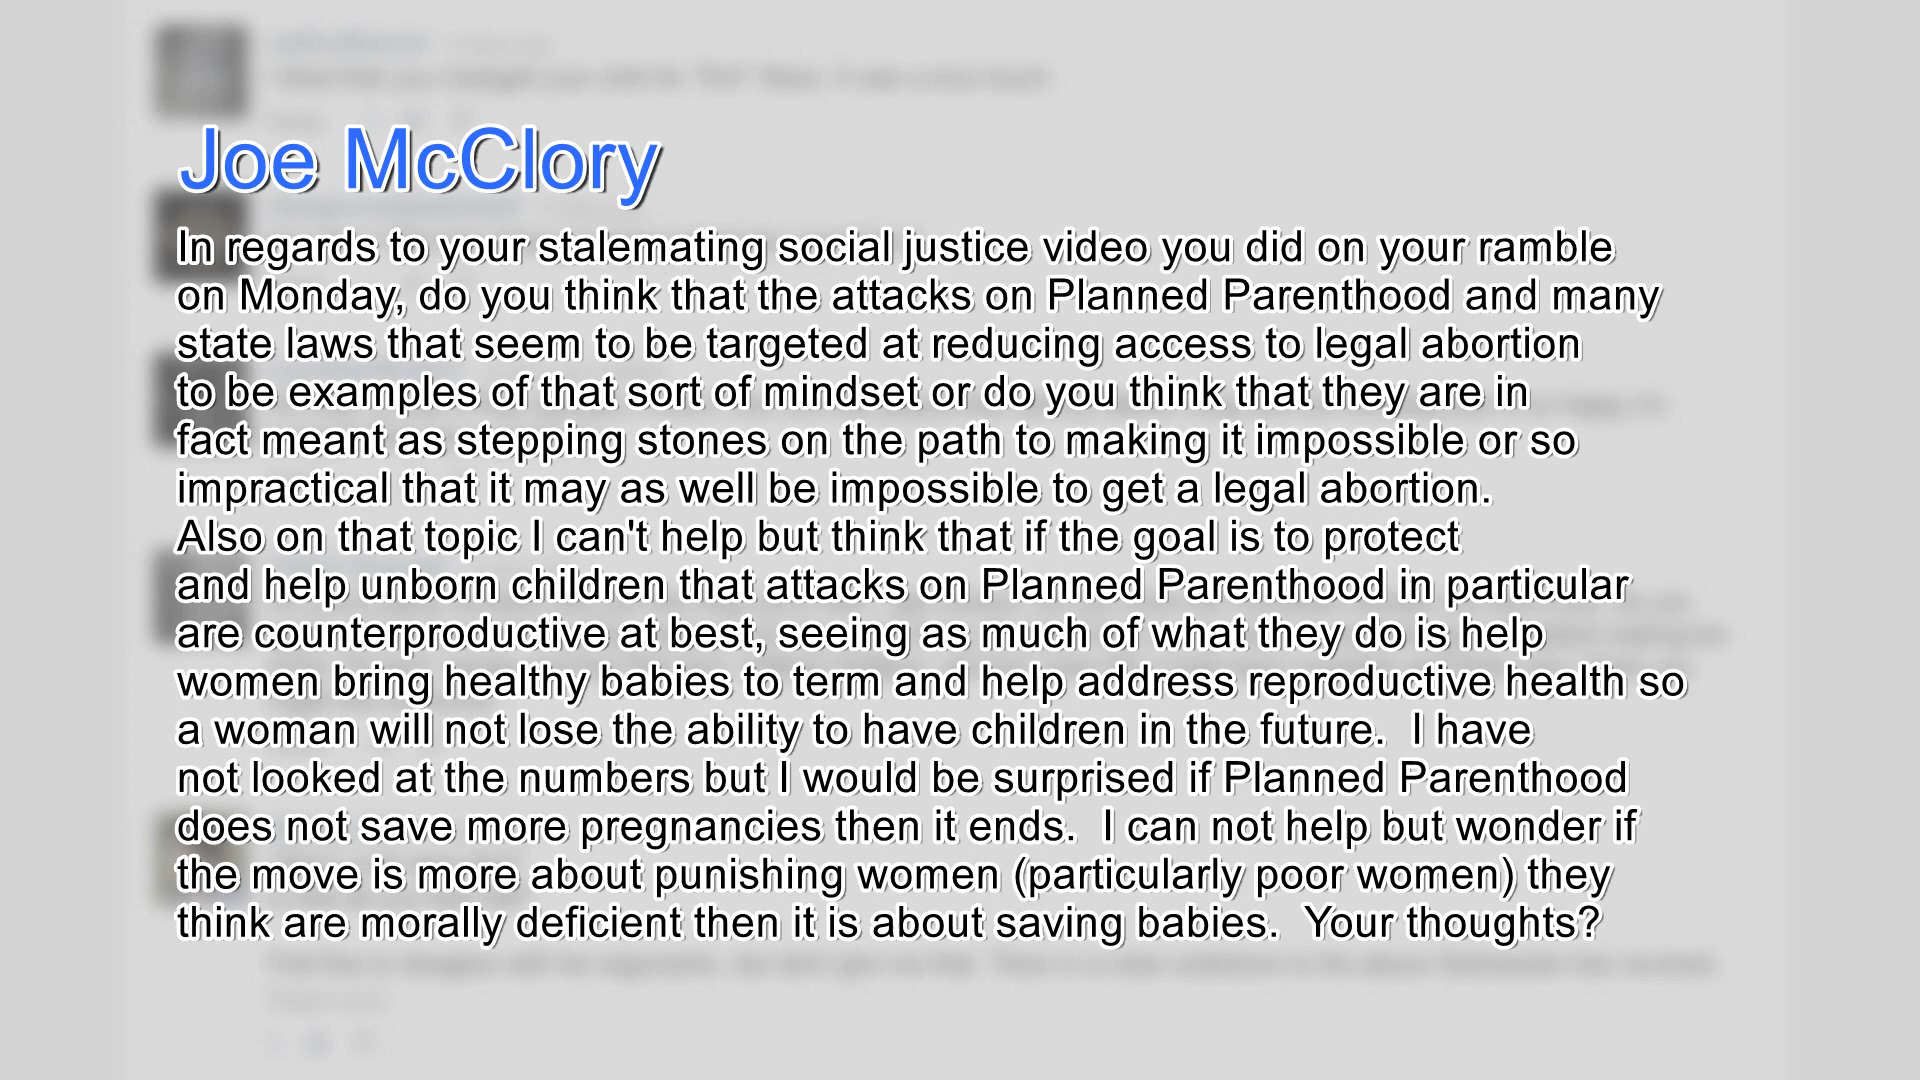 Joe McClory
In regards to your stalemating social justice video you did on your ramble
on Monday, do you think that the attacks on Planned Parenthood and many
state laws that seem to be targeted at reducing access to legal abortion
to be examples of that sort of mindset or do you think that they are in
fact meant as stepping stones on the path to making it impossible or so
impractical that it may as well be impossible to get a legal abortion.
Also on that topic I can't help but think that if the goal is to protect
and help unborn children that attacks on Planned Parenthood in particular
are counterproductive at best, seeing as much of what they do is help
women bring healthy babies to term and help address reproductive health so
a woman will not lose the ability to have children in the future.  I have
not looked at the numbers but I would be surprised if Planned Parenthood
does not save more pregnancies then it ends.  I can not help but wonder if
the move is more about punishing women (particularly poor women) they
think are morally deficient then it is about saving babies.  Your thoughts?